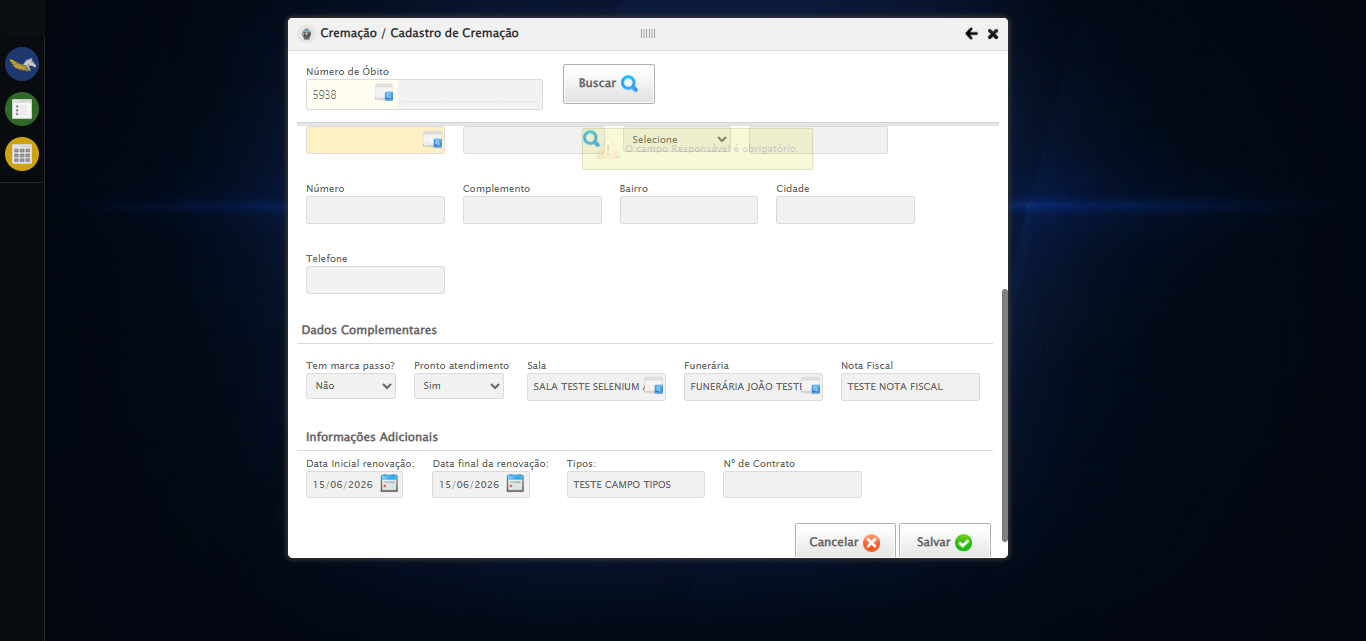 Cremação / Cadastro de Cremação
Número de Óbito
5938
Buscar
Selecione
O campo Responsável é obrigatório.
Número Complemento Bairro Cidade
Telefone
Dados Complementares
Tem marca passo? Pronto atendimento Sala Funerária Nota Fiscal
Não Sim SALA TESTE SELENIUM FUNERÁRIA JOÃO TESTE TESTE NOTA FISCAL
Informações Adicionais
Data Inicial renovação: Data final da renovação: Tipos: Nº de Contrato
15/06/2026 15/06/2026 TESTE CAMPO TIPOS
Cancelar Salvar